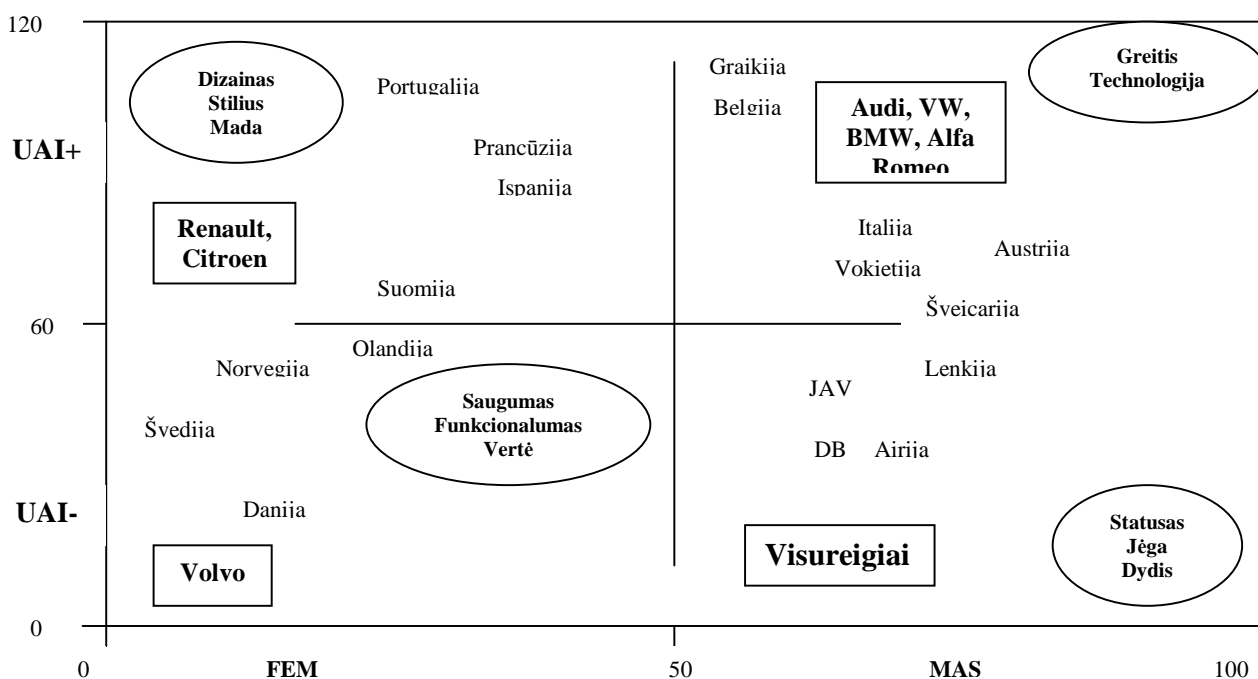 120
Dizainas
Stilius
Mada
Portugalija
Graikija
Belgija
Audi, VW,
BMW, Alfa
Romeo
Greitis
Technologija
UAI+
Prancūzija
Ispanija
Renault,
Citroen
Italija
Austrija
Vokietija
Suomija
Šveicarija
60
Olandija
Norvegija
Lenkija
JAV
Saugumas
Funkcionalumas
Vertė
Švedija
DB
Airija
UAI-
Danija
Statusas
Jėga
Dydis
Visureigiai
Volvo
0
0
FEM
50
MAS
100